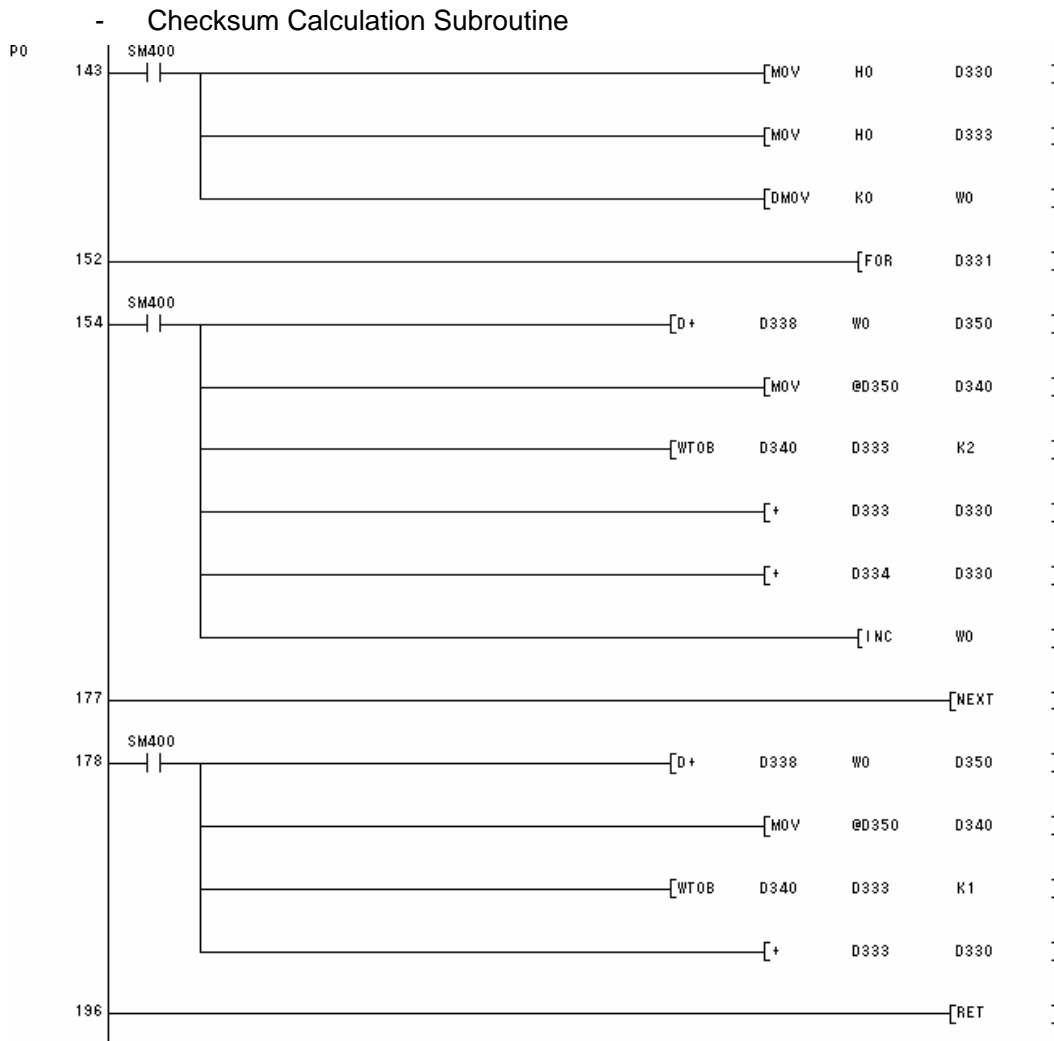 - Checksum Calculation Subroutine
P0 SM400
143 [MOV H0 D330 ]
[MOV H0 D333 ]
[DMOV K0 W0 ]
152 [FOR D331 ]
SM400
154 [D+ D338 W0 D350 ]
[MOV @D350 D340 ]
[WTOB D340 D333 K2 ]
[+ D333 D330 ]
[+ D334 D330 ]
[INC W0 ]
177 [NEXT ]
SM400
178 [D+ D338 W0 D350 ]
[MOV @D350 D340 ]
[WTOB D340 D333 K1 ]
[+ D333 D330 ]
196 [RET ]